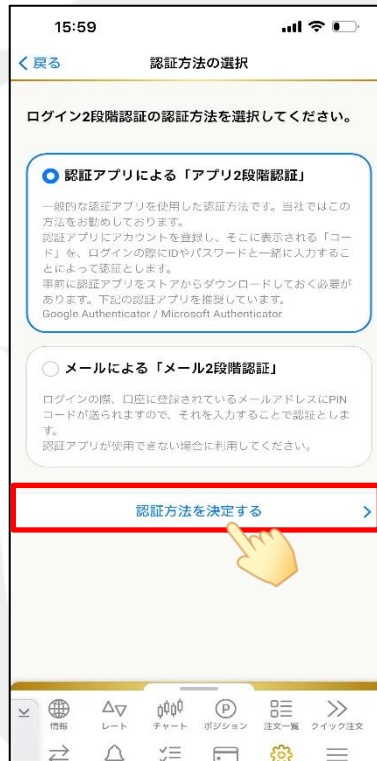 15:59
戻る
認証方法の選択
ログイン2段階認証の認証方法を選択してください。
認証アプリによる「アプリ2段階認証」
一般的な認証アプリを使用した認証方法です。当社ではこの
方法をお勧めしております。
認証アプリにアカウントを登録し、そこに表示される「コー
ド」を、ログインの際にIDやパスワードと一緒に入力するこ
とによって認証とします。
事前に認証アプリをストアからダウンロードしておく必要が
あります。下記の認証アプリを推奨しています。
Google Authenticator / Microsoft Authenticator
メールによる「メール2段階認証」
ログインの際、口座に登録されているメールアドレスにPIN
コードが送られますので、それを入力することで認証としま
す。
認証アプリが使用できない場合に利用してください。
認証方法を決定する
情報 レート チャート ポジション 注文一覧 クイック注文